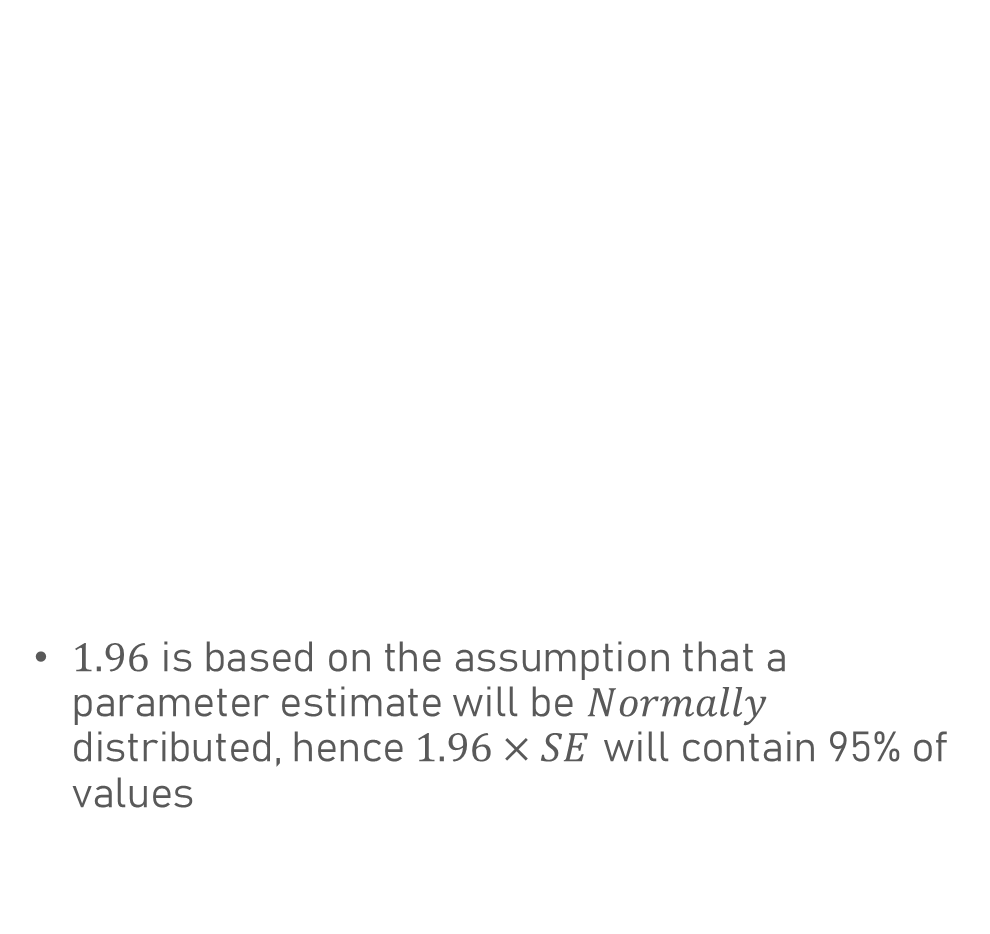 • 1.96 is based on the assumption that a
parameter estimate will be Normally
distributed, hence 1.96 × SE will contain 95% of
values